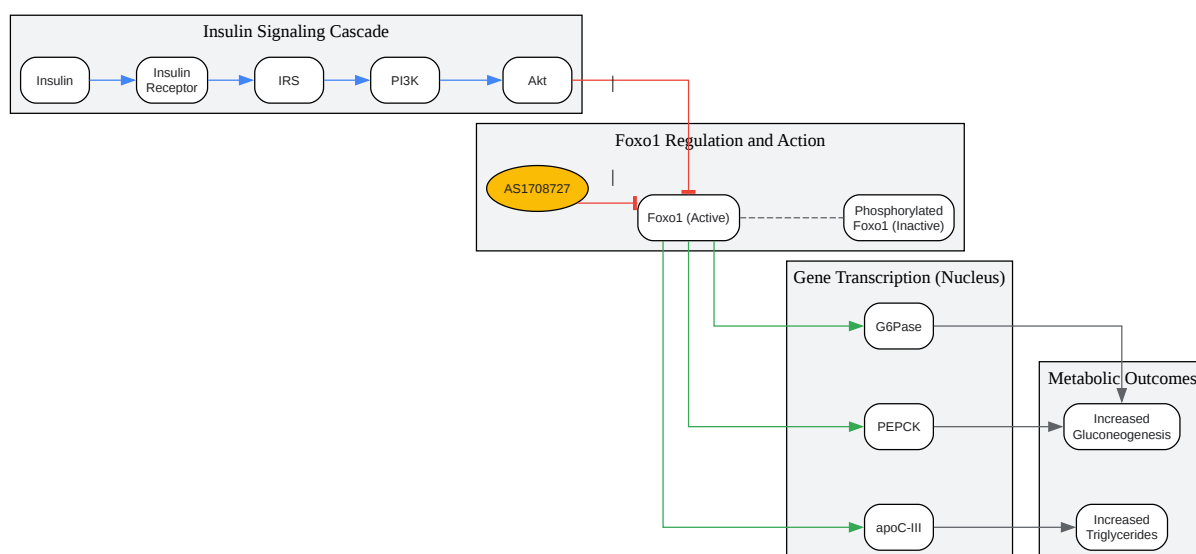 Insulin Signaling Cascade
Insulin
Insulin
Receptor
IRS
PI3K
Akt
|
Foxo1 Regulation and Action
|
AS1708727
Foxo1 (Active)
Phosphorylated
Foxo1 (Inactive)
Gene Transcription (Nucleus)
G6Pase
Metabolic Outcomes
PEPCK
Increased
Gluconeogenesis
apoC-III
Increased
Triglycerides